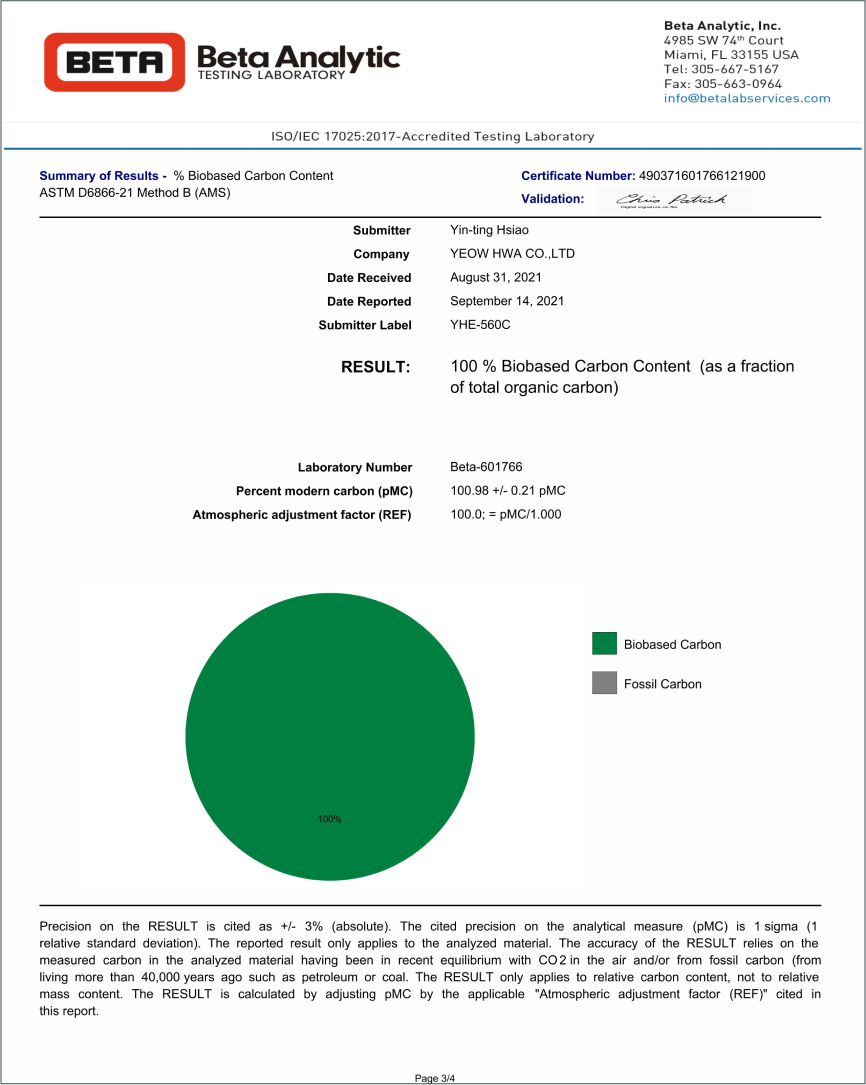 BETA
Beta Analytic
TESTING LABORATORY
Beta Analytic, Inc.
4985 SW 74th Court
Miami, FL 33155 USA
Tel: 305-667-5167
Fax: 305-663-0964
info@betalabservices.com
ISO/IEC 17025:2017-Accredited Testing Laboratory
Summary of Results - % Biobased Carbon Content
ASTM D6866-21 Method B (AMS)
Certificate Number: 490371601766121900
Validation: Chris Patrick
Digital signature on file
Submitter Yin-ting Hsiao
Company YEOW HWA CO.,LTD
Date Received August 31, 2021
Date Reported September 14, 2021
Submitter Label YHE-560C
RESULT: 100 % Biobased Carbon Content (as a fraction
of total organic carbon)
Laboratory Number Beta-601766
Percent modern carbon (pMC) 100.98 +/- 0.21 pMC
Atmospheric adjustment factor (REF) 100.0; = pMC/1.000
Biobased Carbon
Fossil Carbon
100%
Precision on the RESULT is cited as +/- 3% (absolute). The cited precision on the analytical measure (pMC) is 1 sigma (1
relative standard deviation). The reported result only applies to the analyzed material. The accuracy of the RESULT relies on the
measured carbon in the analyzed material having been in recent equilibrium with CO2 in the air and/or from fossil carbon (from
living more than 40,000 years ago such as petroleum or coal. The RESULT only applies to relative carbon content, not to relative
mass content. The RESULT is calculated by adjusting pMC by the applicable "Atmospheric adjustment factor (REF)" cited in
this report.
Page 3/4